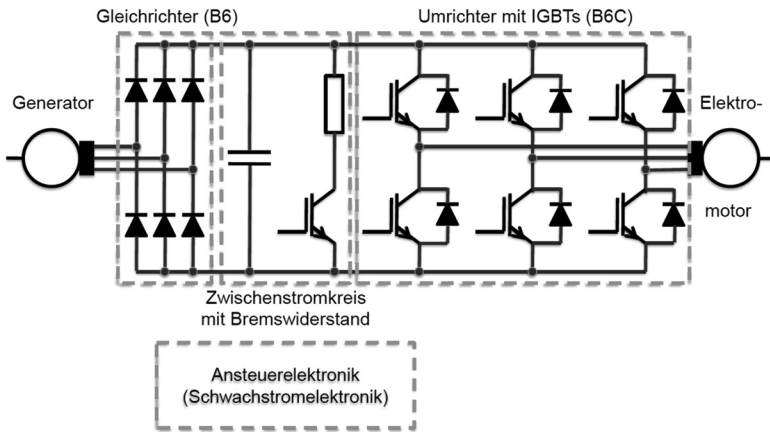 Gleichrichter (B6)
Umrichter mit IGBTs (B6C)
Generator
Elektro-
motor
Zwischenstromkreis
mit Bremswiderstand
Ansteuerelektronik
(Schwachstromelektronik)